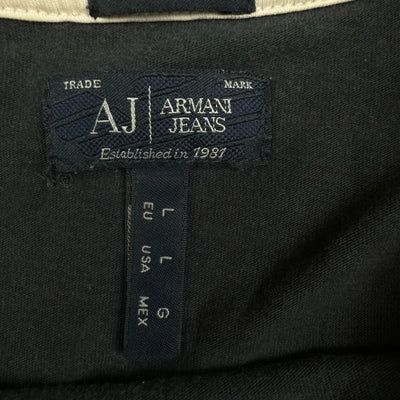 TRADE MARK
AJ ARMANI
JEANS
Established in 1981
L L G
EU USA MEX